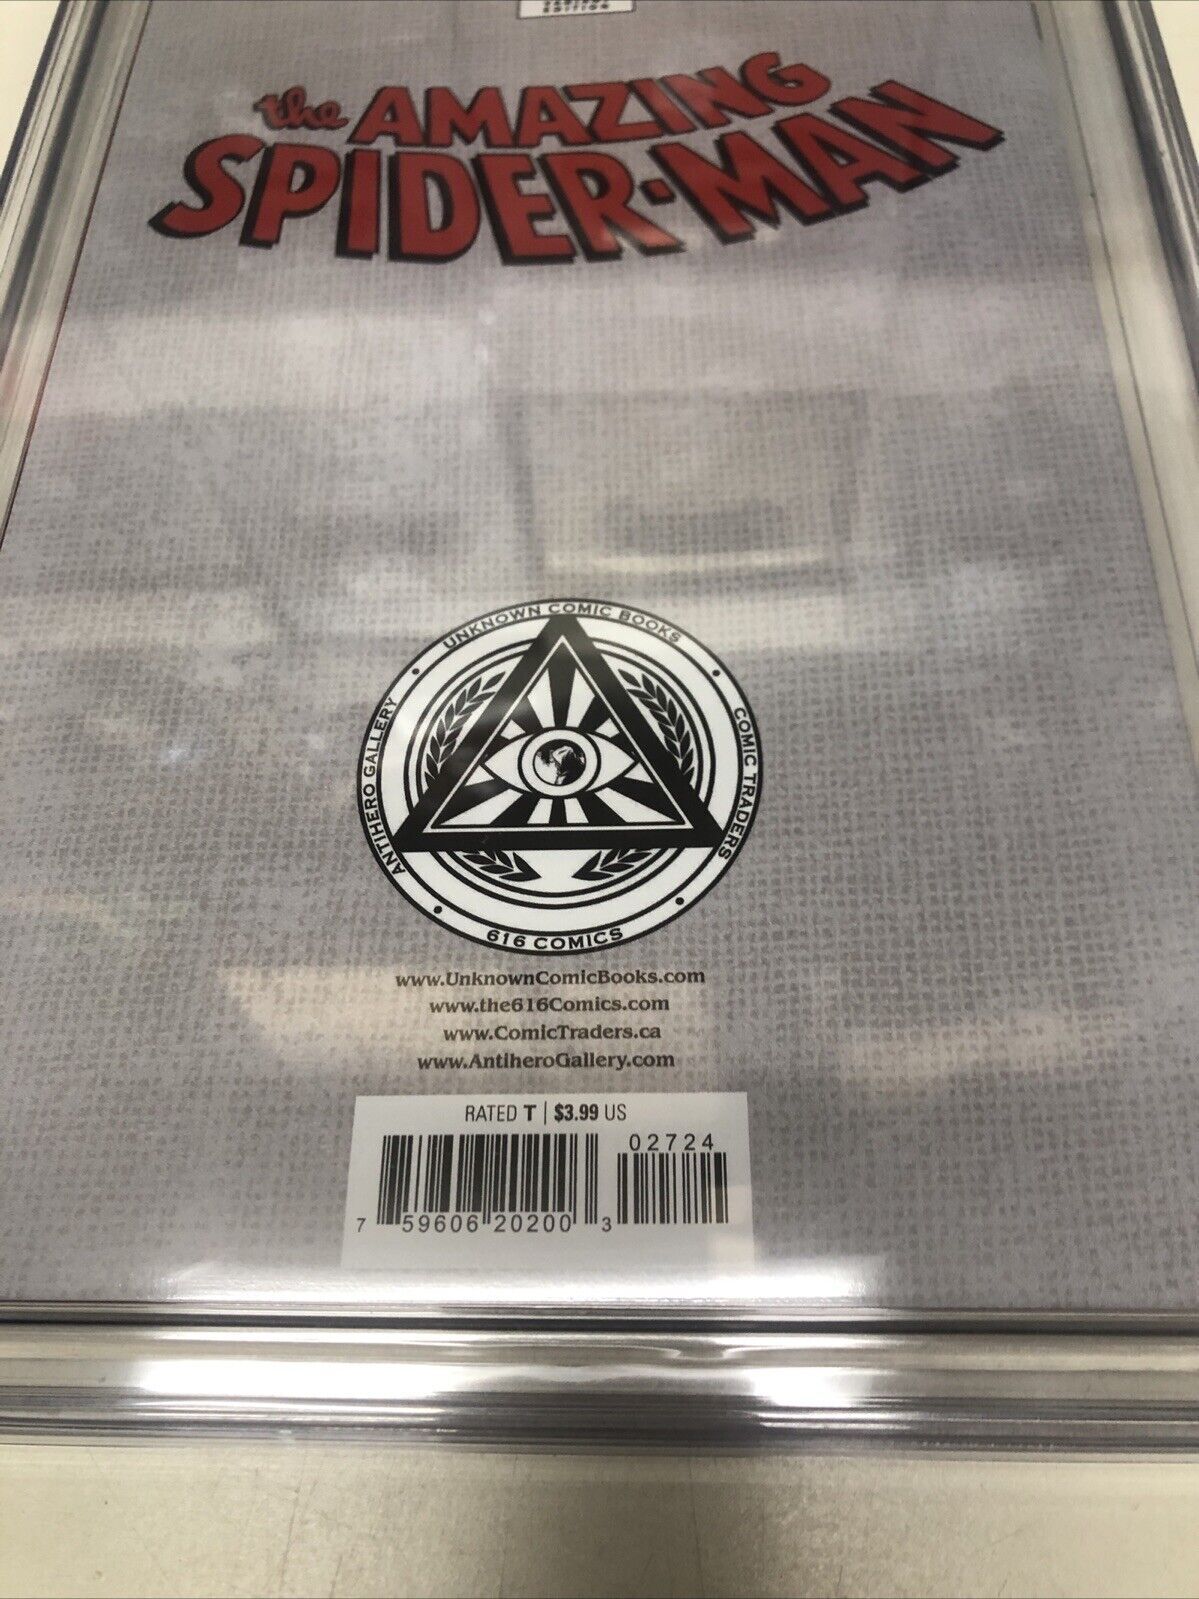 EDITION
the AMAZING
SPIDER-MAN
UNKNOWN COMIC BOOKS
ANTIHERO GALLERY
COMIC TRADERS
616 COMICS
www.UnknownComicBooks.com
www.the616Comics.com
www.ComicTraders.ca
www.AntiheroGallery.com
RATED T | $3.99 US
02724
7 59606 20200 3